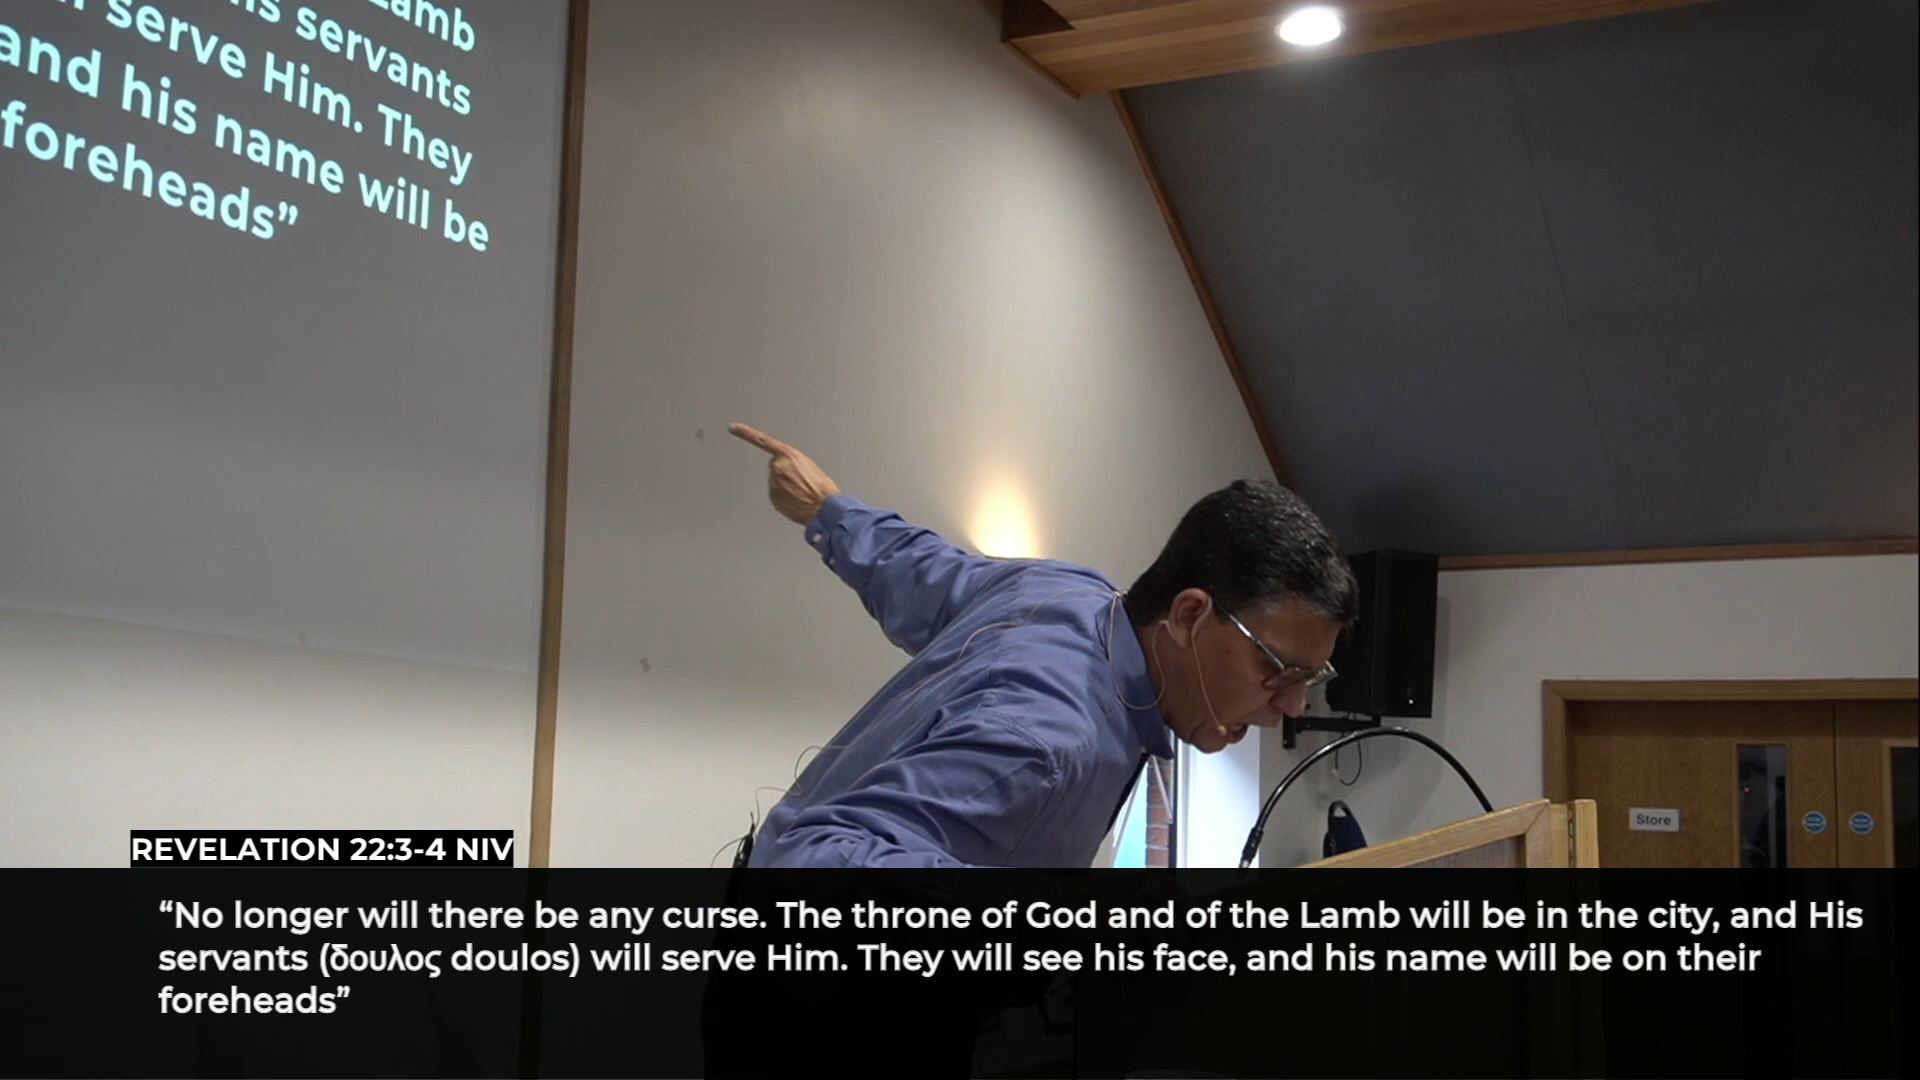 Lamb
his servants
serve Him. They
and his name will be
foreheads”
Store
REVELATION 22:3-4 NIV
“No longer will there be any curse. The throne of God and of the Lamb will be in the city, and His
servants (δουλος doulos) will serve Him. They will see his face, and his name will be on their
foreheads”